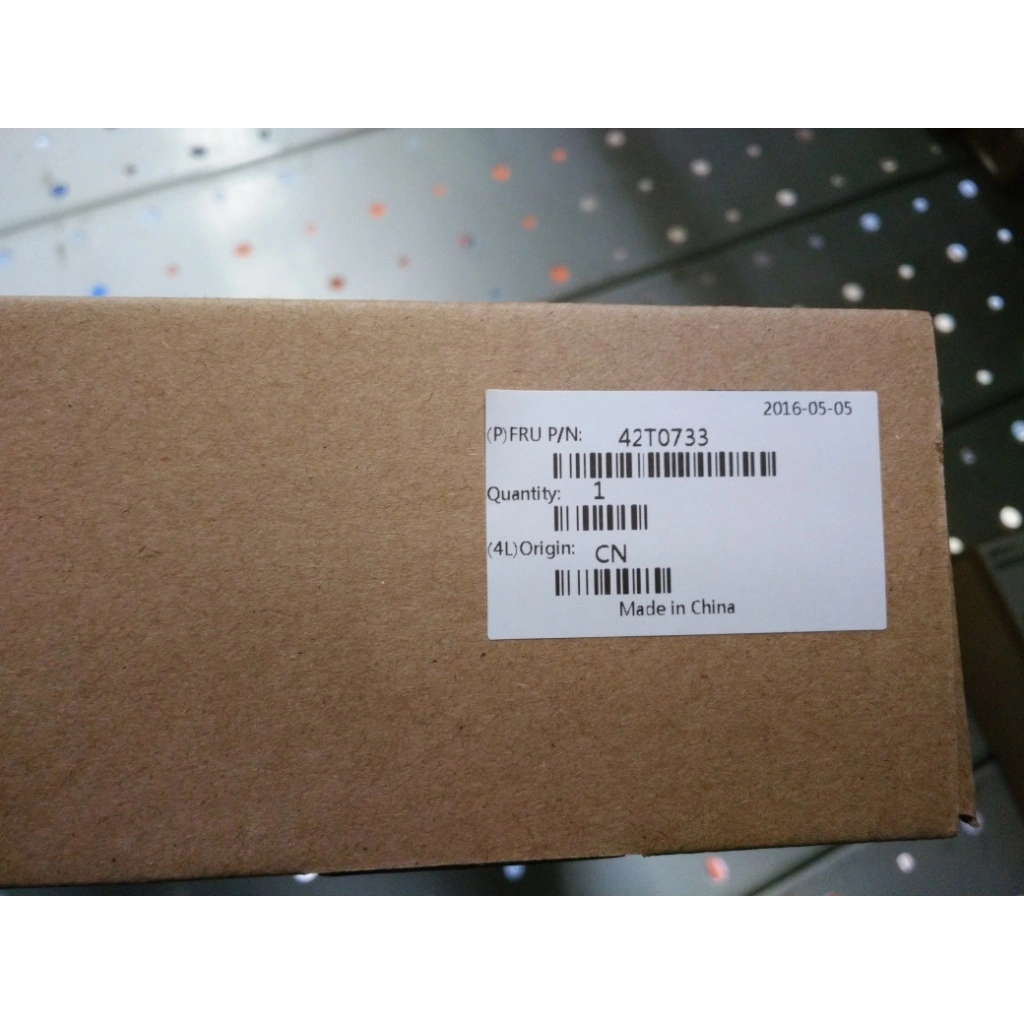 2016-05-05
(P)FRU P/N: 42T0733
Quantity: 1
(4L)Origin: CN
Made in China